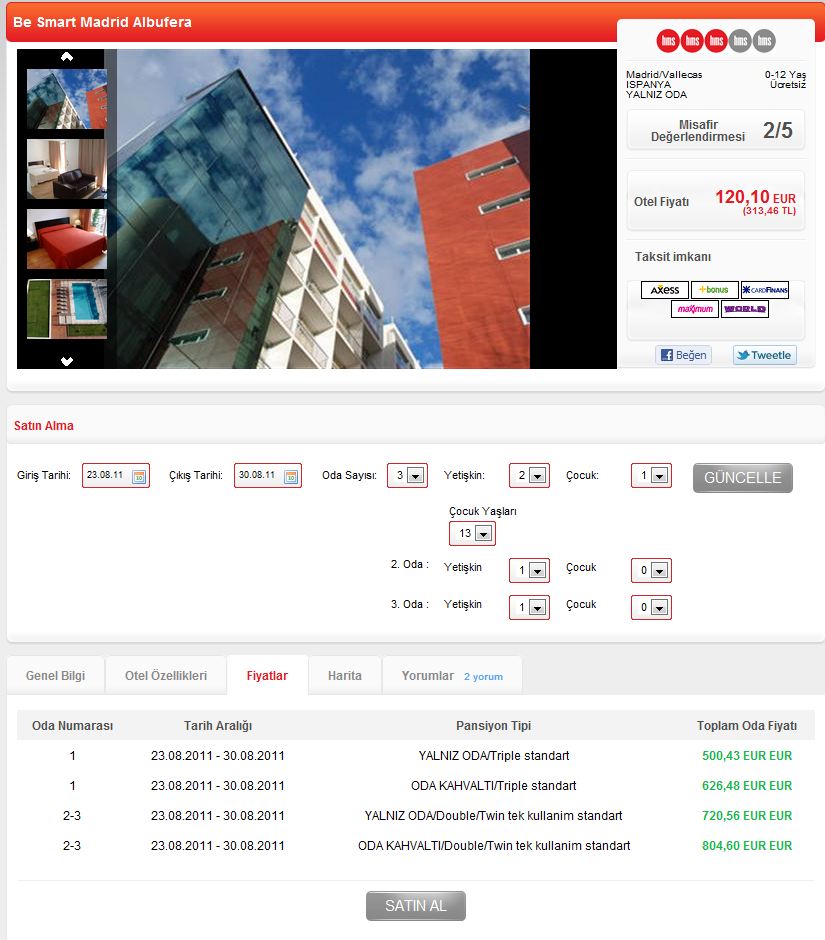 Be Smart Madrid Albufera
hms hms hms hms hms
Madrid/Vallecas 0-12 Yaş
ISPANYA Ücretsiz
YALNIZ ODA
Misafir
Değerlendirmesi 2/5
Otel Fiyatı 120,10 EUR
(313,46 TL)
Taksit imkanı
AXess +bonus CARDFINANS
maximum WORLD
Beğen Tweetle
Satın Alma
Giriş Tarihi: 23.08.11 Çıkış Tarihi: 30.08.11 Oda Sayısı: 3 Yetişkin: 2 Çocuk: 1 GÜNCELLE
Çocuk Yaşları
13
2. Oda : Yetişkin 1 Çocuk 0
3. Oda : Yetişkin 1 Çocuk 0
Genel Bilgi Otel Özellikleri Fiyatlar Harita Yorumlar 2 yorum
Oda Numarası Tarih Aralığı Pansiyon Tipi Toplam Oda Fiyatı
1 23.08.2011 - 30.08.2011 YALNIZ ODA/Triple standart 500,43 EUR EUR
1 23.08.2011 - 30.08.2011 ODA KAHVALTI/Triple standart 626,48 EUR EUR
2-3 23.08.2011 - 30.08.2011 YALNIZ ODA/Double/Twin tek kullanim standart 720,56 EUR EUR
2-3 23.08.2011 - 30.08.2011 ODA KAHVALTI/Double/Twin tek kullanim standart 804,60 EUR EUR
SATIN AL